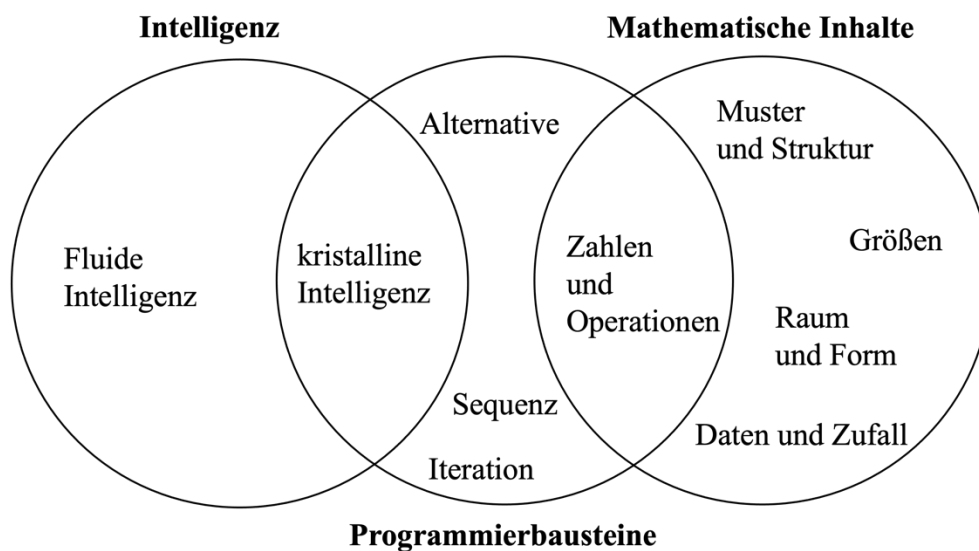 Intelligenz
Mathematische Inhalte
Alternative
Muster
und Struktur
Größen
Fluide
Intelligenz
kristalline
Intelligenz
Zahlen
und
Operationen
Raum
und Form
Sequenz
Daten und Zufall
Iteration
Programmierbausteine